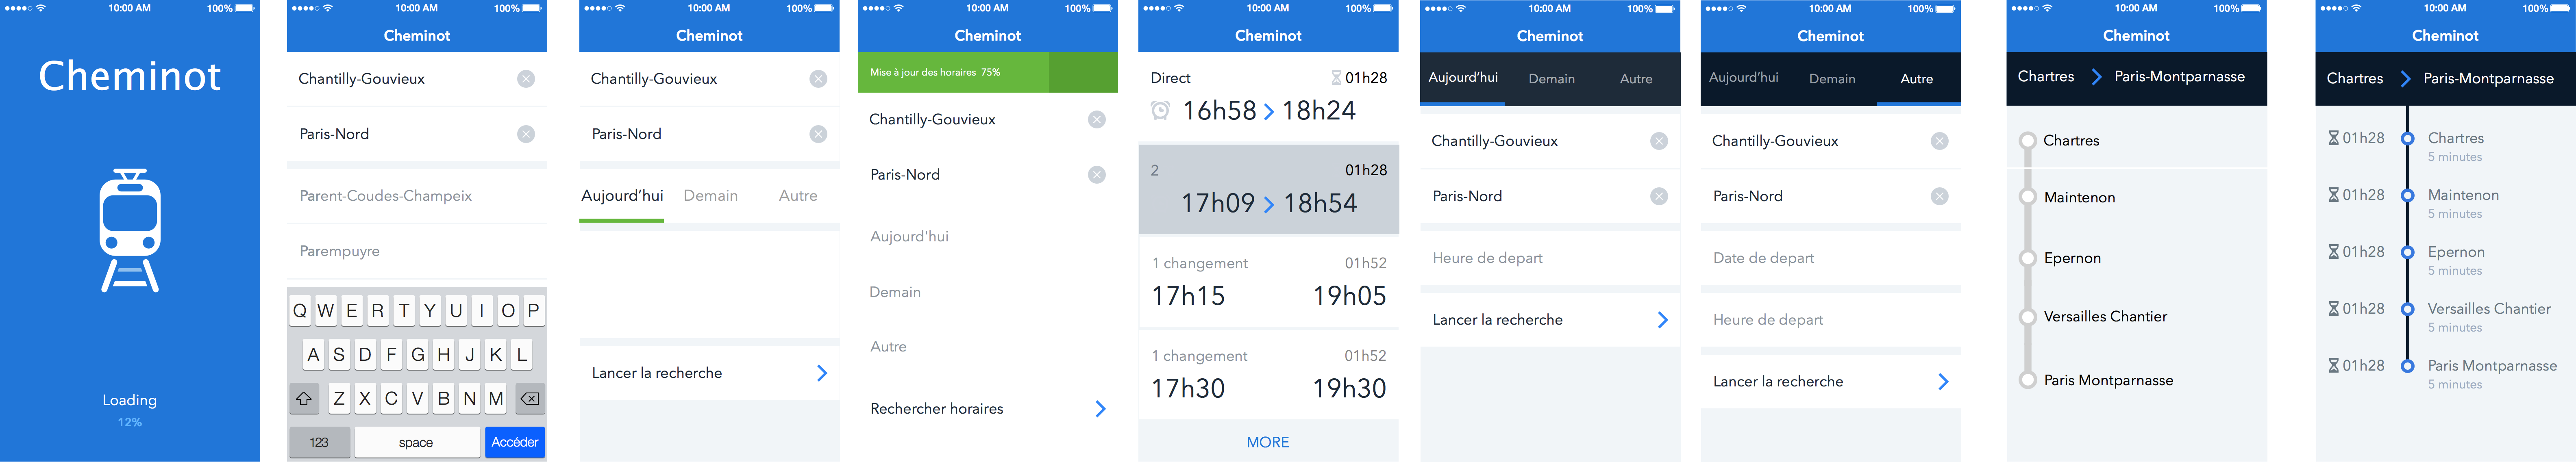 10:00 AM
100%
Cheminot
Loading
12%
10:00 AM
100%
Cheminot
Chantilly-Gouvieux
Paris-Nord
Parent-Coudes-Champeix
Parempuyre
Q W E R T Y U I O P
A S D F G H J K L
Z X C V B N M
123 space Accéder
10:00 AM
100%
Cheminot
Chantilly-Gouvieux
Paris-Nord
Aujourd'hui Demain Autre
Lancer la recherche
10:00 AM
100%
Cheminot
Mise à jour des horaires 75%
Chantilly-Gouvieux
Paris-Nord
Aujourd'hui
Demain
Autre
Rechercher horaires
10:00 AM
100%
Cheminot
Direct 01h28
16h58 > 18h24
2 01h28
17h09 > 18h54
1 changement 01h52
17h15 19h05
1 changement 01h52
17h30 19h30
MORE
10:00 AM
100%
Cheminot
Aujourd'hui Demain Autre
Chantilly-Gouvieux
Paris-Nord
Heure de depart
Lancer la recherche
10:00 AM
100%
Cheminot
Aujourd'hui Demain Autre
Chantilly-Gouvieux
Paris-Nord
Date de depart
Heure de depart
Lancer la recherche
10:00 AM
100%
Cheminot
Chartres > Paris-Montparnasse
Chartres
Maintenon
Epernon
Versailles Chantier
Paris Montparnasse
10:00 AM
100%
Cheminot
Chartres > Paris-Montparnasse
01h28 Chartres
5 minutes
01h28 Maintenon
5 minutes
01h28 Epernon
5 minutes
01h28 Versailles Chantier
5 minutes
01h28 Paris Montparnasse
5 minutes